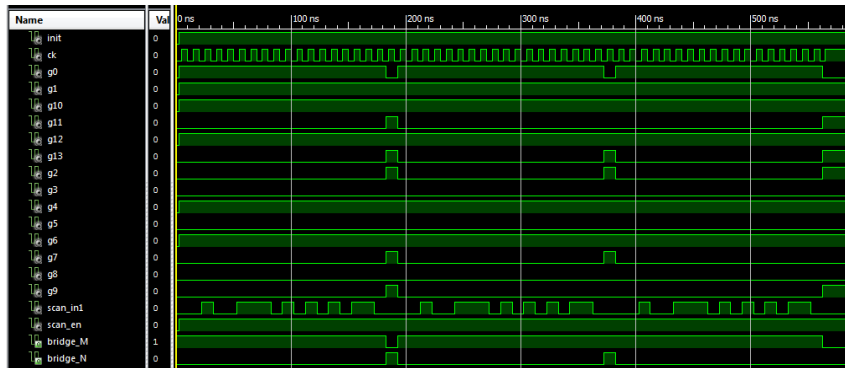 Name Val 0 ns 100 ns 200 ns 300 ns 400 ns 500 ns
init 0
ck 0
g0 0
g1 0
g10 0
g11 0
g12 0
g13 0
g2 0
g3 0
g4 0
g5 0
g6 0
g7 0
g8 0
g9 0
scan_in1 0
scan_en 0
bridge_M 1
bridge_N 0